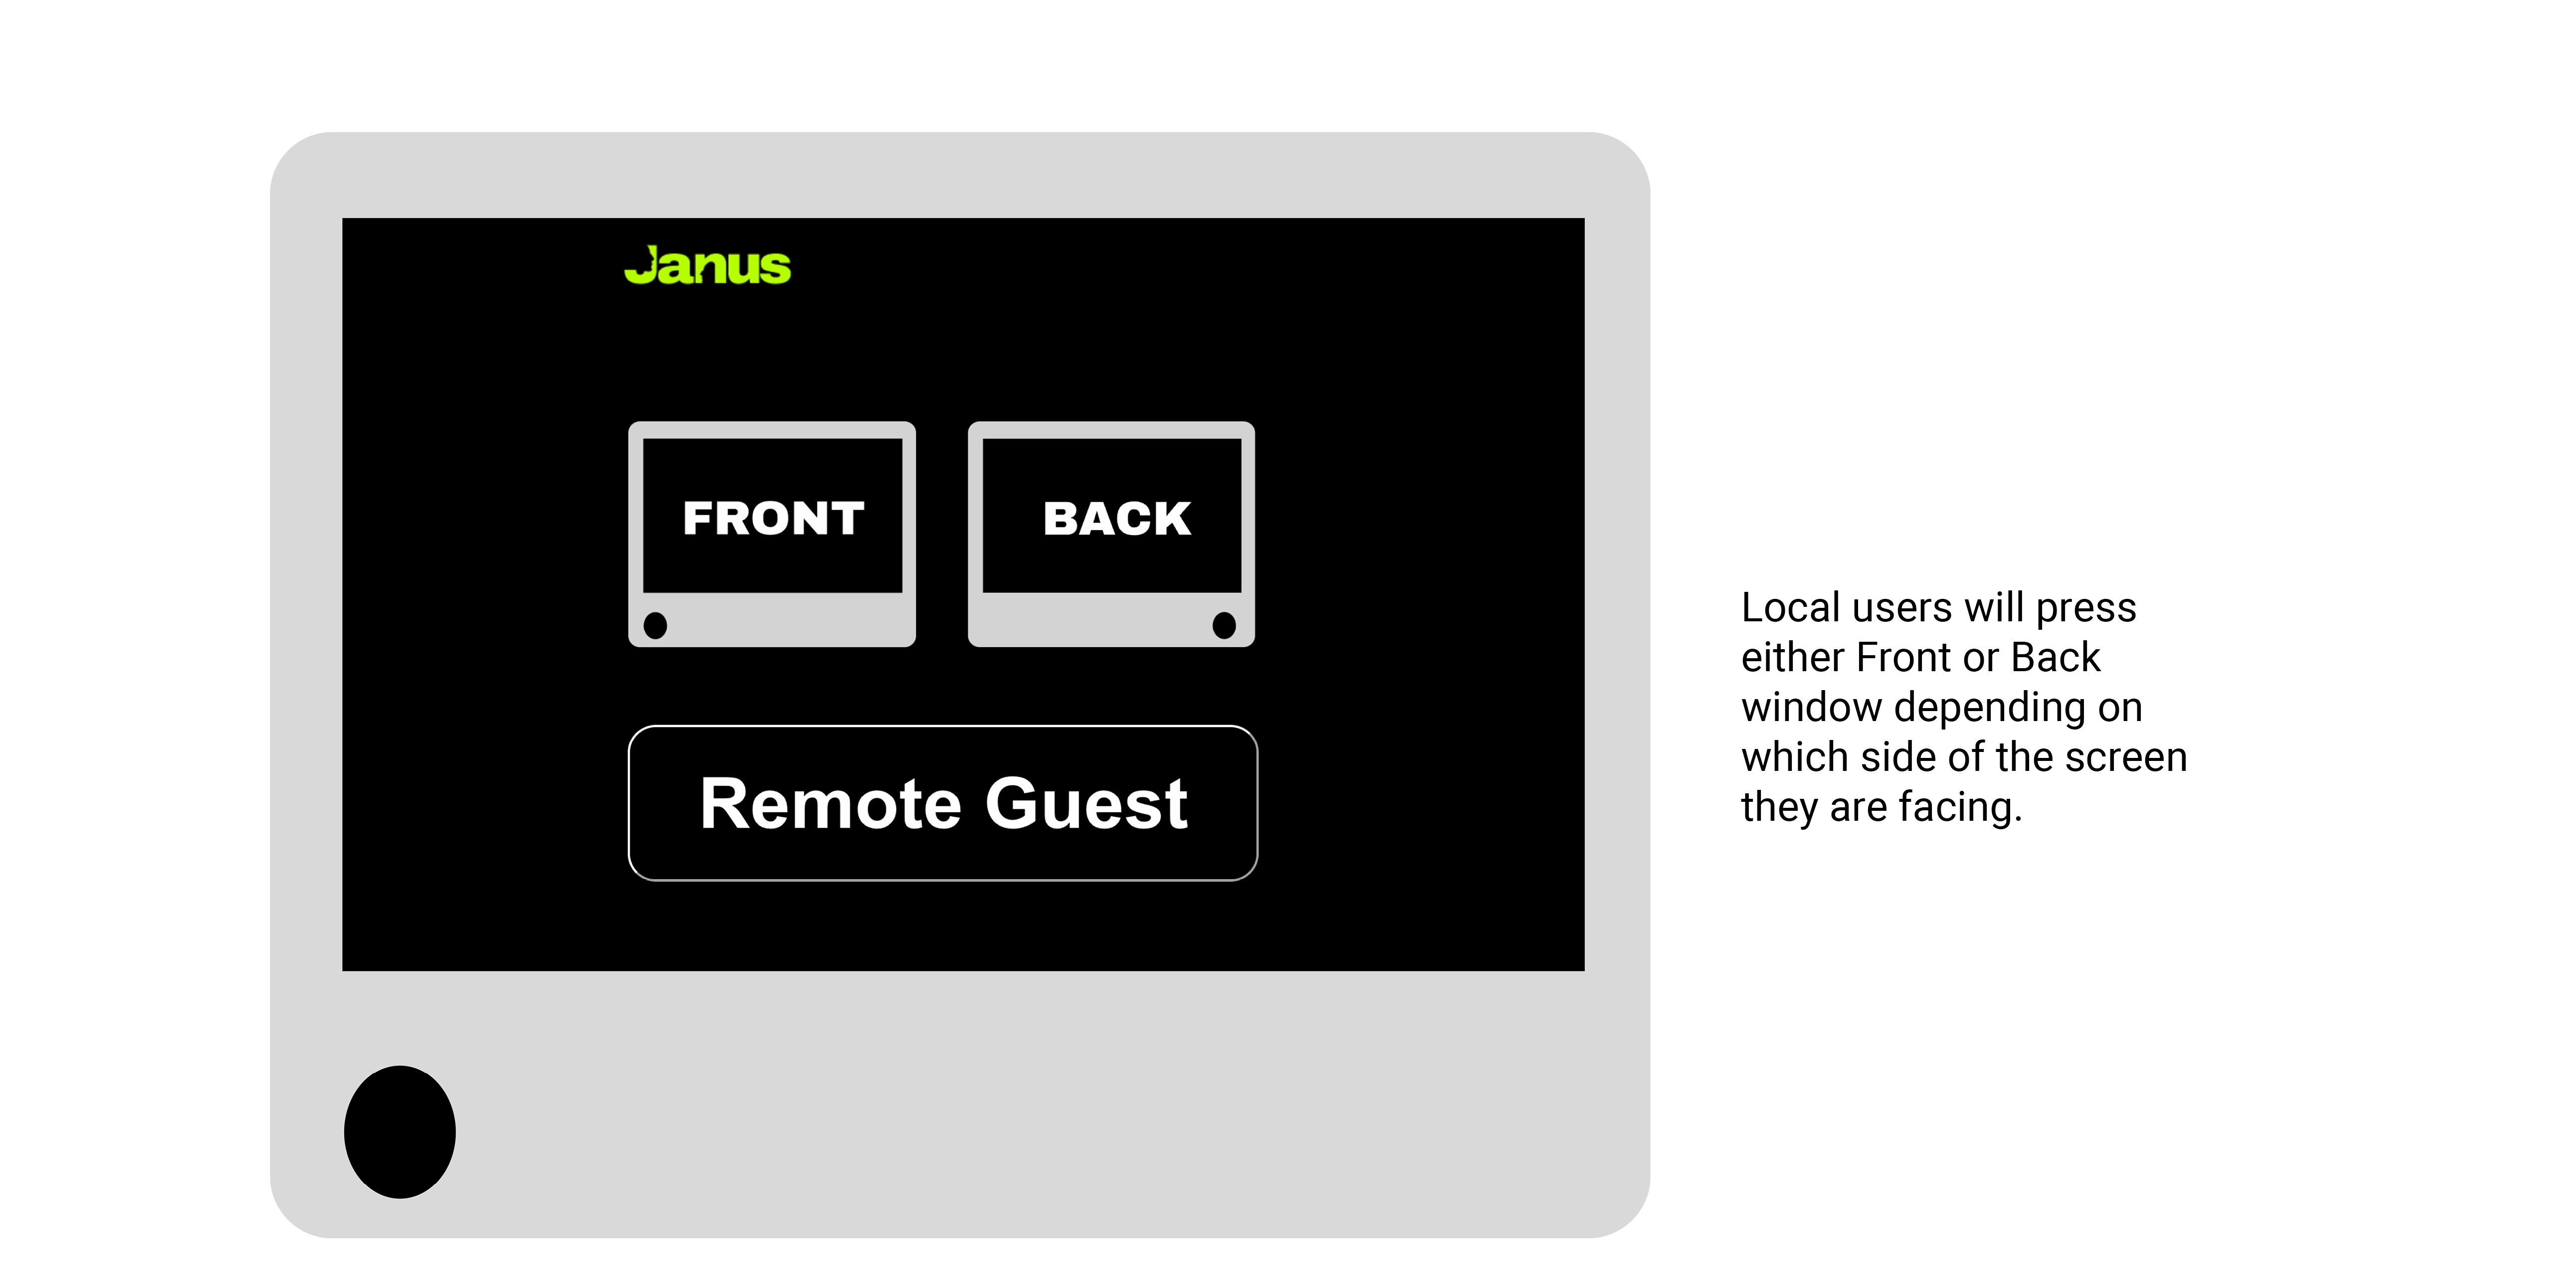 Janus
FRONT
BACK
Remote Guest
Local users will press
either Front or Back
window depending on
which side of the screen
they are facing.